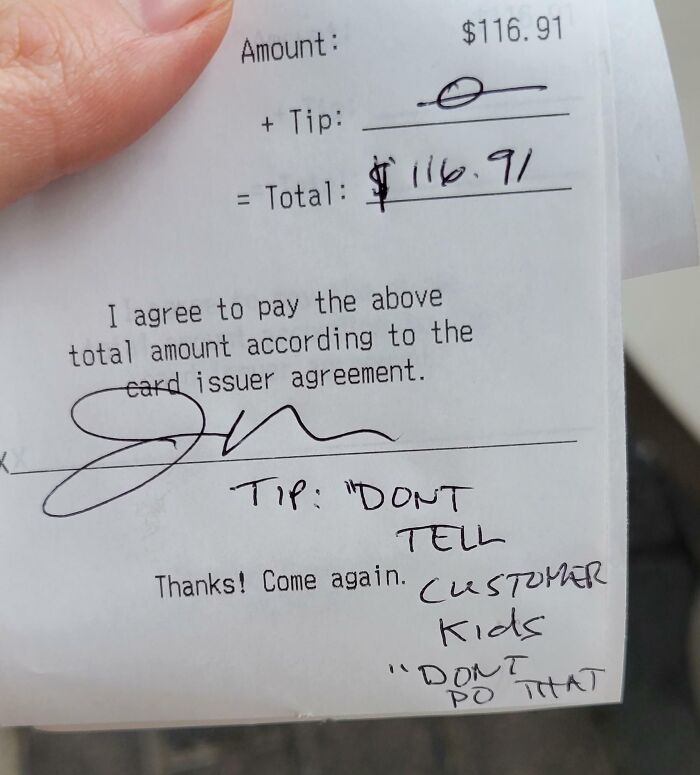 Amount: $116.91
+ Tip: 0
= Total: $116.91
I agree to pay the above
total amount according to the
card issuer agreement.
X
TIP: "DONT
TELL
Thanks! Come again. CUSTOMER
Kids
"DONT
DO THAT